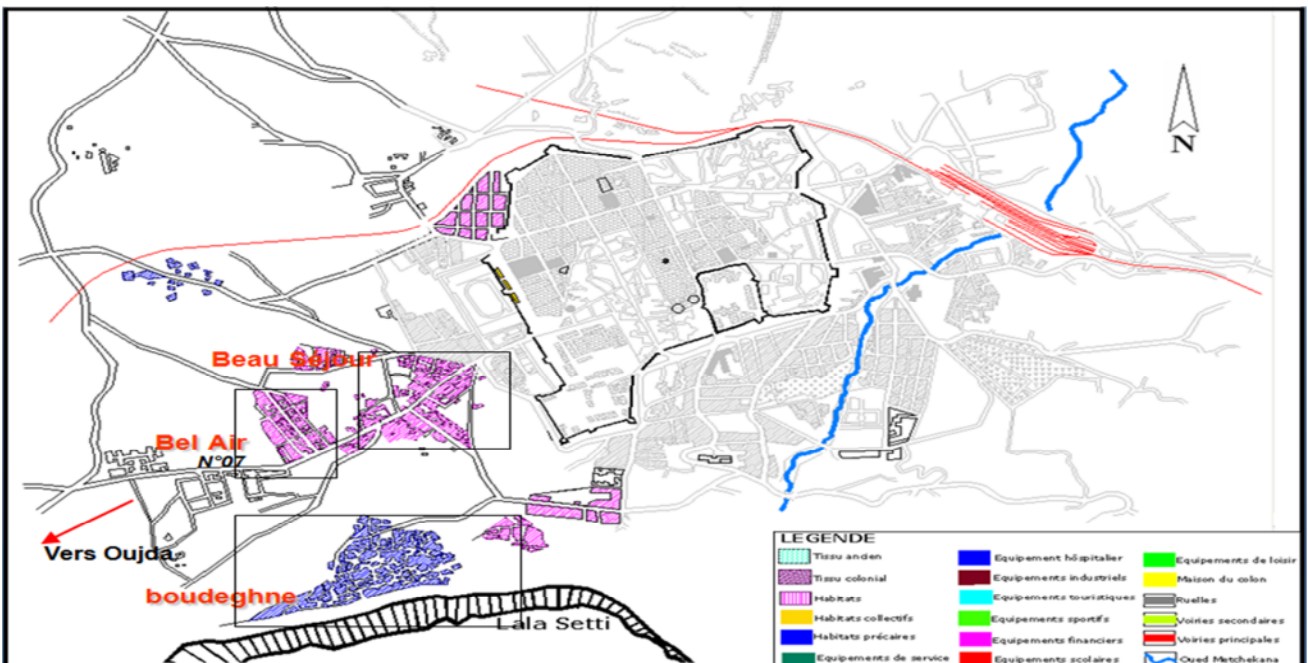 N
Beau Séjour
Bel Air
N°07
Vers Oujda
boudeghne
Lala Setti
LEGENDE
Tissu ancien
Tissu colonial
Habitats
Habitats collectifs
Habitats précaires
Equipements de service
Equipement hôspitalier
Equipements industriels
Equipements touristiques
Equipements sportifs
Equipements financiers
Equipements scolaires
Equipements de loisir
Maison du colon
Ruelles
Voiries secondaires
Voiries principales
Oued Metchekana